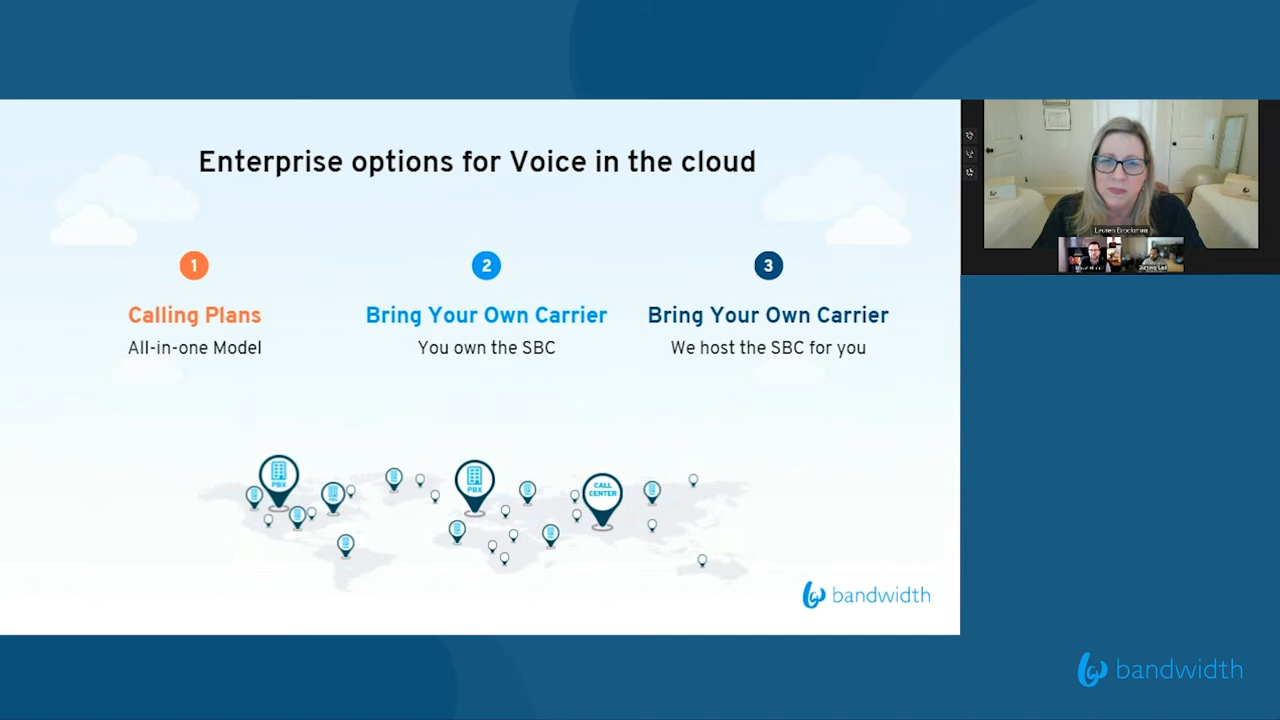 Enterprise options for Voice in the cloud
1
Calling Plans
All-in-one Model
2
Bring Your Own Carrier
You own the SBC
3
Bring Your Own Carrier
We host the SBC for you
PBX
PBX
CALL
CENTER
bandwidth
Lauren Brockman
bandwidth